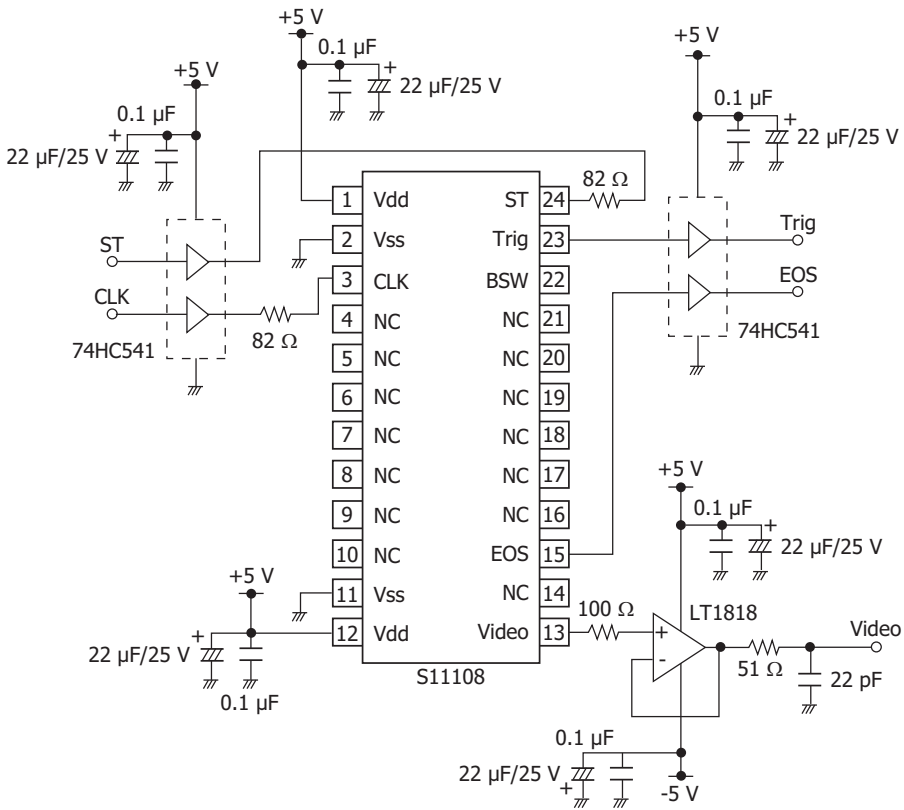 +5 V
0.1 µF
+
22 µF/25 V
+5 V
0.1 µF
+
22 µF/25 V
+5 V
0.1 µF
+
22 µF/25 V
ST
CLK
74HC541
82 Ω
82 Ω
1 Vdd
2 Vss
3 CLK
4 NC
5 NC
6 NC
7 NC
8 NC
9 NC
10 NC
11 Vss
12 Vdd
ST 24
Trig 23
BSW 22
NC 21
NC 20
NC 19
NC 18
NC 17
NC 16
EOS 15
NC 14
Video 13
S11108
Trig
EOS
74HC541
+5 V
+
22 µF/25 V
0.1 µF
+5 V
0.1 µF
+
22 µF/25 V
100 Ω
LT1818
+
-
51 Ω
Video
22 pF
0.1 µF
22 µF/25 V
+
-5 V